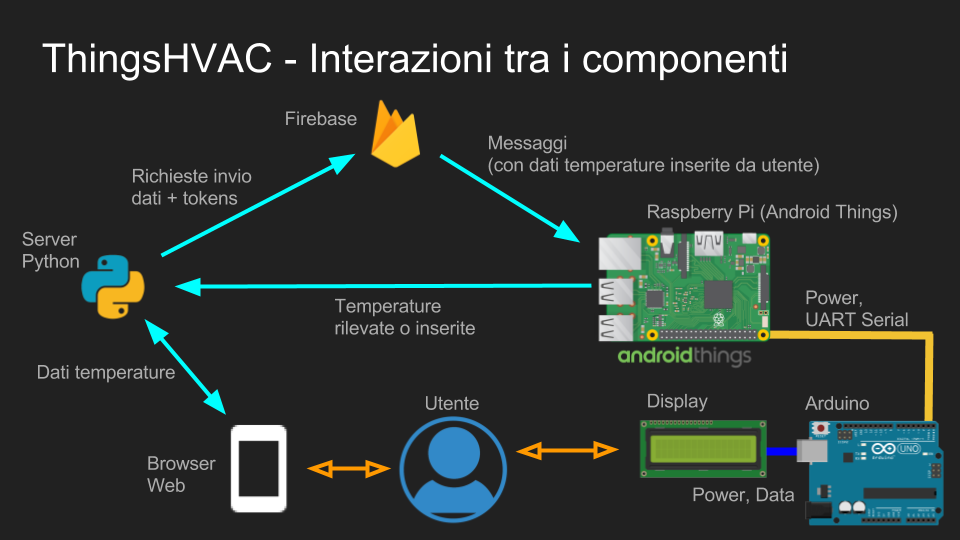 ThingsHVAC - Interazioni tra i componenti
Firebase
Messaggi
(con dati temperature inserite da utente)
Richieste invio
dati + tokens
Raspberry Pi (Android Things)
Server
Python
Temperature
rilevate o inserite
Power,
UART Serial
androidthings
Dati temperature
Utente
Display
Arduino
UNO
Browser
Web
Power, Data